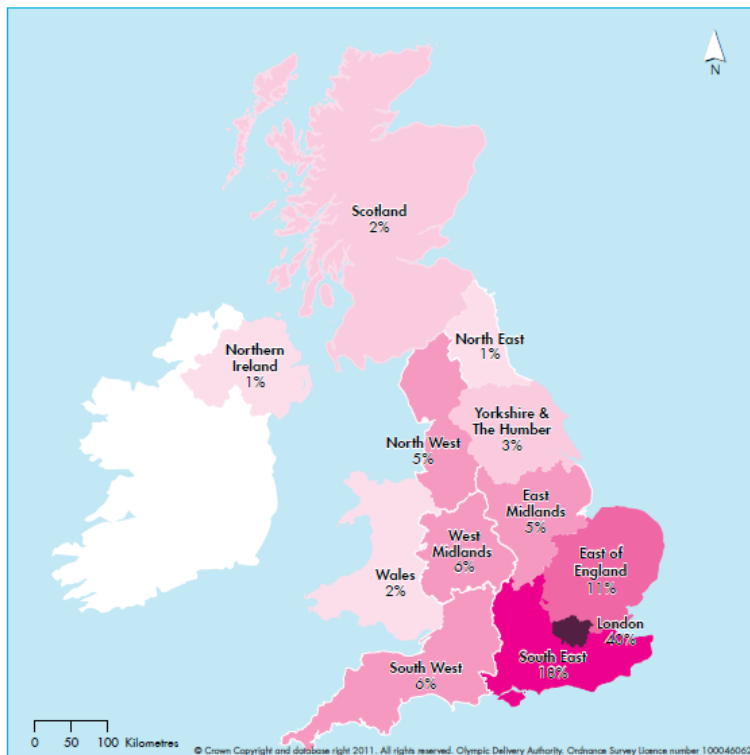 N
Scotland
2%
North East
1%
Northern
Ireland
1%
Yorkshire &
The Humber
3%
North West
5%
East
Midlands
5%
West
Midlands
6%
East of
England
11%
Wales
2%
London
40%
South East
18%
South West
6%
0 50 100 Kilometres
© Crown Copyright and database right 2011. All rights reserved. Olympic Delivery Authority. Ordnance Survey Licence number 100046062